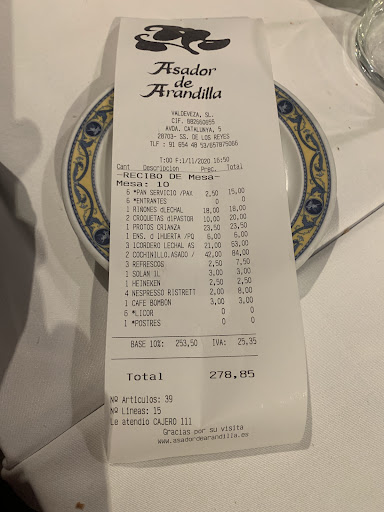 Asador
de
Arandilla
VALDEVEZA, SL.
CIF. B82660655
AVDA. CATALUNYA, 5
28703- SS. DE LOS REYES
TLF : 91 654 48 53/657875066
T:00 F:1/11/2020 16:50
Cant Descripcion Prec. Total
-RECIBO DE Mesa-
Mesa: 10
6 *PAN SERVICIO /PAX 2,50 15,00
6 *ENTRANTES 0 0
1 RIÑONES dLECHAL 18,00 18,00
2 CROQUETAS dlPASTOR 10,00 20,00
1 PROTOS CRIANZA 23,50 23,50
1 ENS. d lHUERTA /PQ 6,00 6,00
3 lCORDERO LECHAL AS 21,00 63,00
2 COCHINILLO.ASADO / 42,00 84,00
3 REFRESCOS 2,50 7,50
1 SOLAN 1L 3,00 3,00
1 HEINEKEN 2,50 2,50
4 NESPRESSO RISTRETT 2,00 8,00
1 CAFE BOMBON 3,00 3,00
6 *LICOR 0 0
1 *POSTRES 0 0
BASE 10%: 253,50 IVA: 25,35
Total 278,85
Nº Articulos: 39
Nº Lineas: 15
Le atendio CAJERO 111
Gracias por su visita
www.asadordearandilla.es